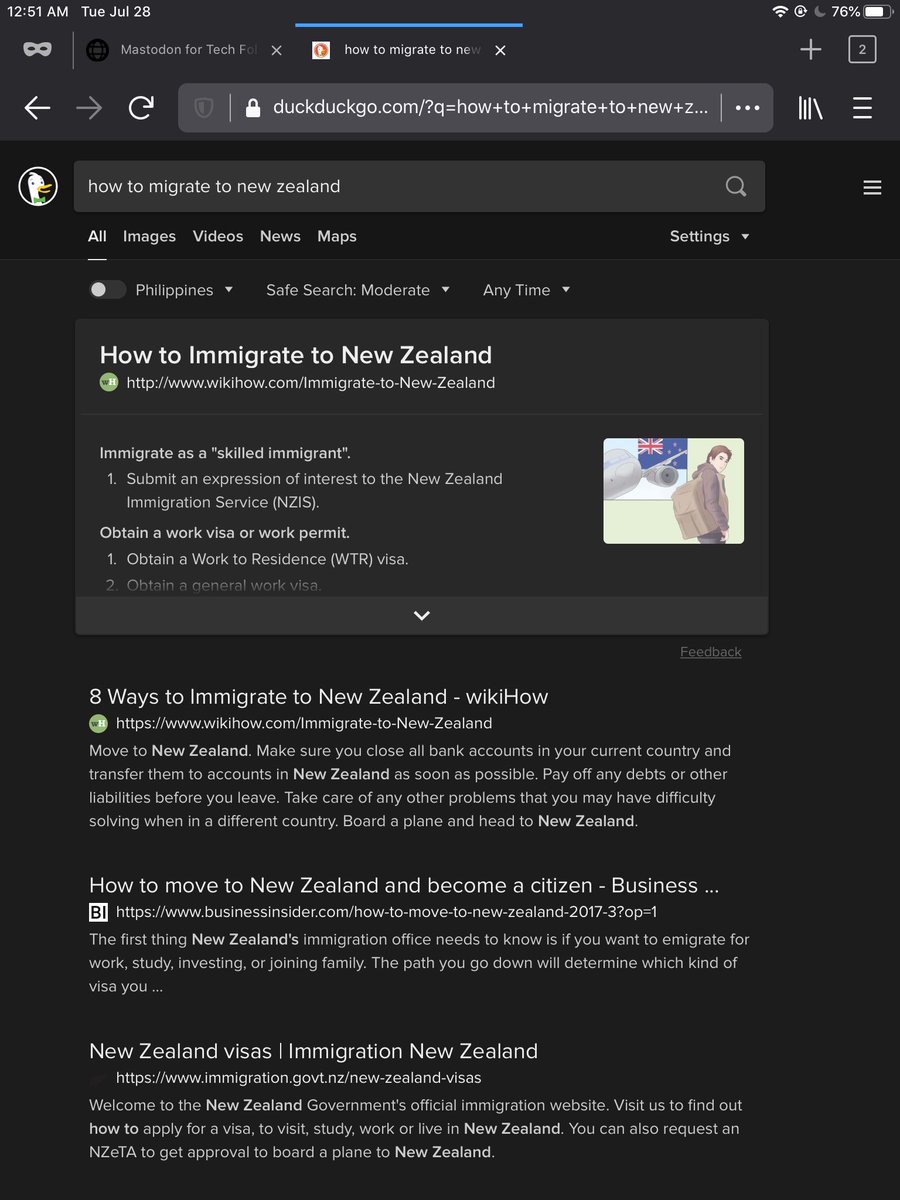 12:51 AM Tue Jul 28
76%
Mastodon for Tech Fol
how to migrate to new
2
duckduckgo.com/?q=how+to+migrate+to+new+z...
how to migrate to new zealand
All Images Videos News Maps
Settings
Philippines
Safe Search: Moderate
Any Time
How to Immigrate to New Zealand
wH http://www.wikihow.com/Immigrate-to-New-Zealand
Immigrate as a "skilled immigrant".
1. Submit an expression of interest to the New Zealand
Immigration Service (NZIS).
Obtain a work visa or work permit.
1. Obtain a Work to Residence (WTR) visa.
2. Obtain a general work visa.
Feedback
8 Ways to Immigrate to New Zealand - wikiHow
wH https://www.wikihow.com/Immigrate-to-New-Zealand
Move to New Zealand. Make sure you close all bank accounts in your current country and
transfer them to accounts in New Zealand as soon as possible. Pay off any debts or other
liabilities before you leave. Take care of any other problems that you may have difficulty
solving when in a different country. Board a plane and head to New Zealand.
How to move to New Zealand and become a citizen - Business ...
BI https://www.businessinsider.com/how-to-move-to-new-zealand-2017-3?op=1
The first thing New Zealand's immigration office needs to know is if you want to emigrate for
work, study, investing, or joining family. The path you go down will determine which kind of
visa you ...
New Zealand visas | Immigration New Zealand
https://www.immigration.govt.nz/new-zealand-visas
Welcome to the New Zealand Government's official immigration website. Visit us to find out
how to apply for a visa, to visit, study, work or live in New Zealand. You can also request an
NZeTA to get approval to board a plane to New Zealand.